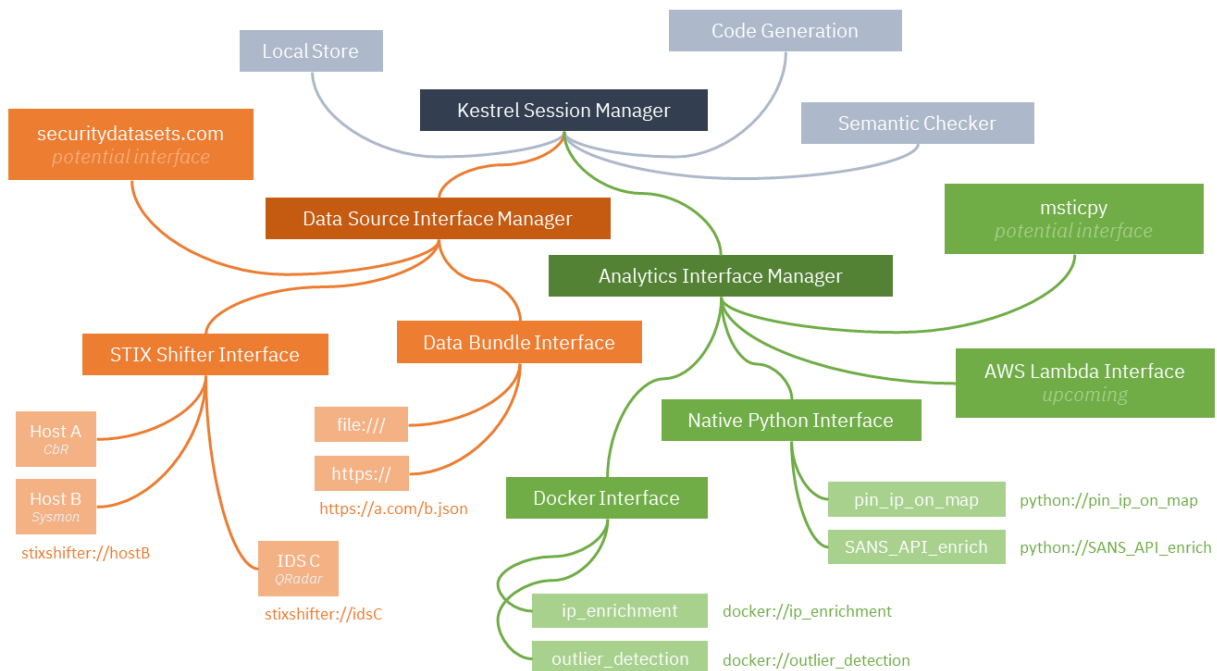 Local Store
Code Generation
Kestrel Session Manager
securitydatasets.com
potential interface
Semantic Checker
Data Source Interface Manager
msticpy
potential interface
Analytics Interface Manager
STIX Shifter Interface
Data Bundle Interface
AWS Lambda Interface
upcoming
Native Python Interface
Host A
CbR
file:///
https://
https://a.com/b.json
Host B
Sysmon
stixshifter://hostB
Docker Interface
pin_ip_on_map
python://pin_ip_on_map
SANS_API_enrich
python://SANS_API_enrich
IDS C
QRadar
stixshifter://idsC
ip_enrichment
docker://ip_enrichment
outlier_detection
docker://outlier_detection